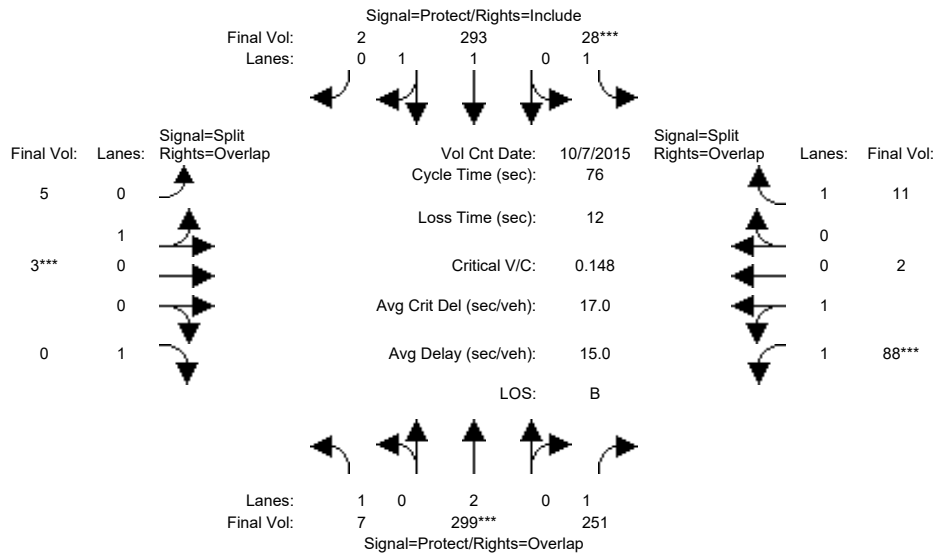 Signal=Protect/Rights=Include
Final Vol: 2 293 28***
Lanes: 0 1 1 0 1
Signal=Split
Final Vol: Lanes: Rights=Overlap
Vol Cnt Date: 10/7/2015
Signal=Split
Rights=Overlap Lanes: Final Vol:
Cycle Time (sec): 76
5 0
1 11
Loss Time (sec): 12
1
0
3*** 0
Critical V/C: 0.148
0 2
0
Avg Crit Del (sec/veh): 17.0
1
0 1
Avg Delay (sec/veh): 15.0
1 88***
LOS: B
Lanes: 1 0 2 0 1
Final Vol: 7 299*** 251
Signal=Protect/Rights=Overlap